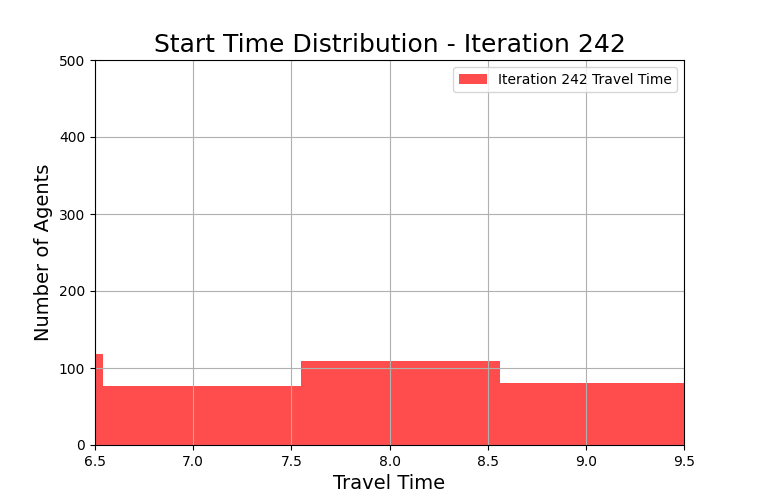 Start Time Distribution - Iteration 242
500
400
300
200
100
0
Number of Agents
Iteration 242 Travel Time
6.5 7.0 7.5 8.0 8.5 9.0 9.5
Travel Time